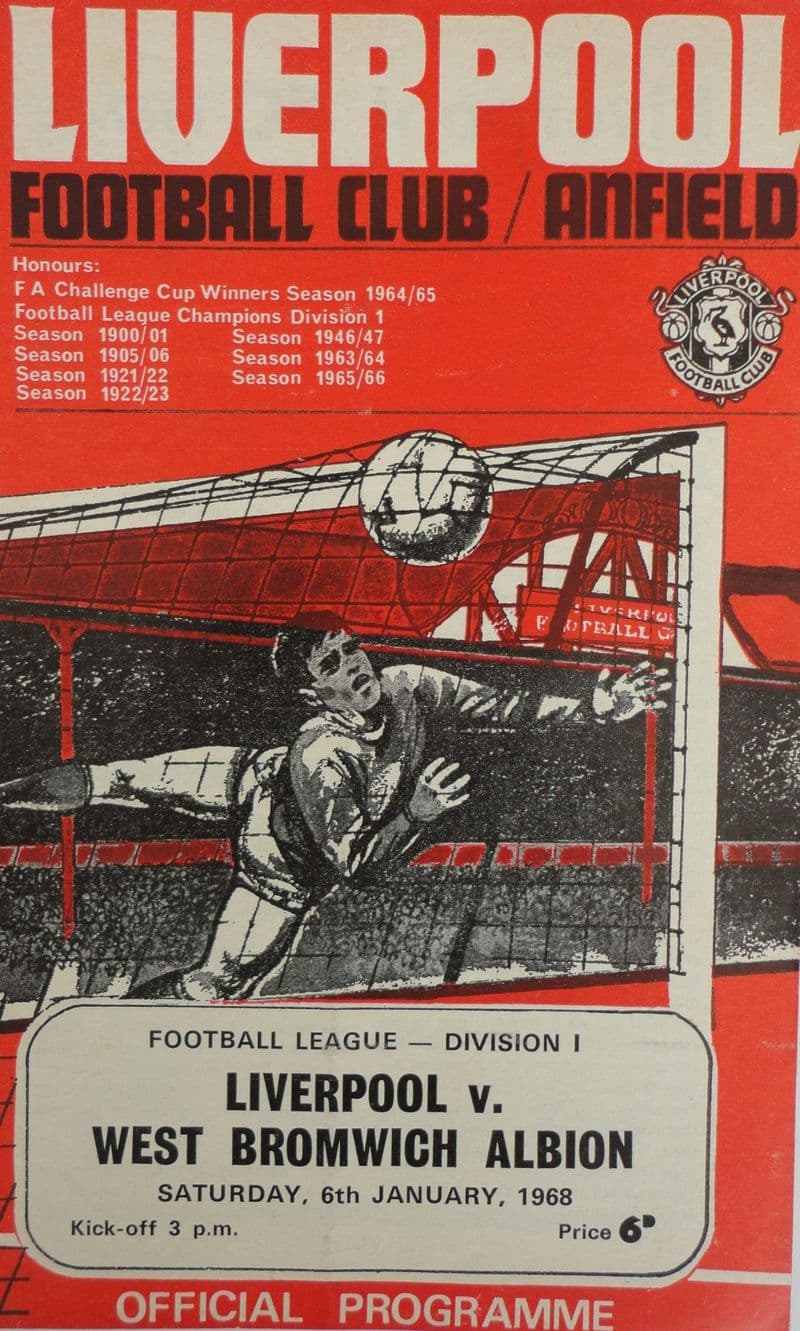 LIVERPOOL
FOOTBALL CLUB / ANFIELD
Honours:
F A Challenge Cup Winners Season 1964/65
Football League Champions Division 1
Season 1900/01 Season 1946/47
Season 1905/06 Season 1963/64
Season 1921/22 Season 1965/66
Season 1922/23
LIVERPOOL
FOOTBALL CLUB
LIVERPOOL
FOOTBALL C
FOOTBALL LEAGUE — DIVISION I
LIVERPOOL v.
WEST BROMWICH ALBION
SATURDAY, 6th JANUARY, 1968
Kick-off 3 p.m. Price 6D
OFFICIAL PROGRAMME